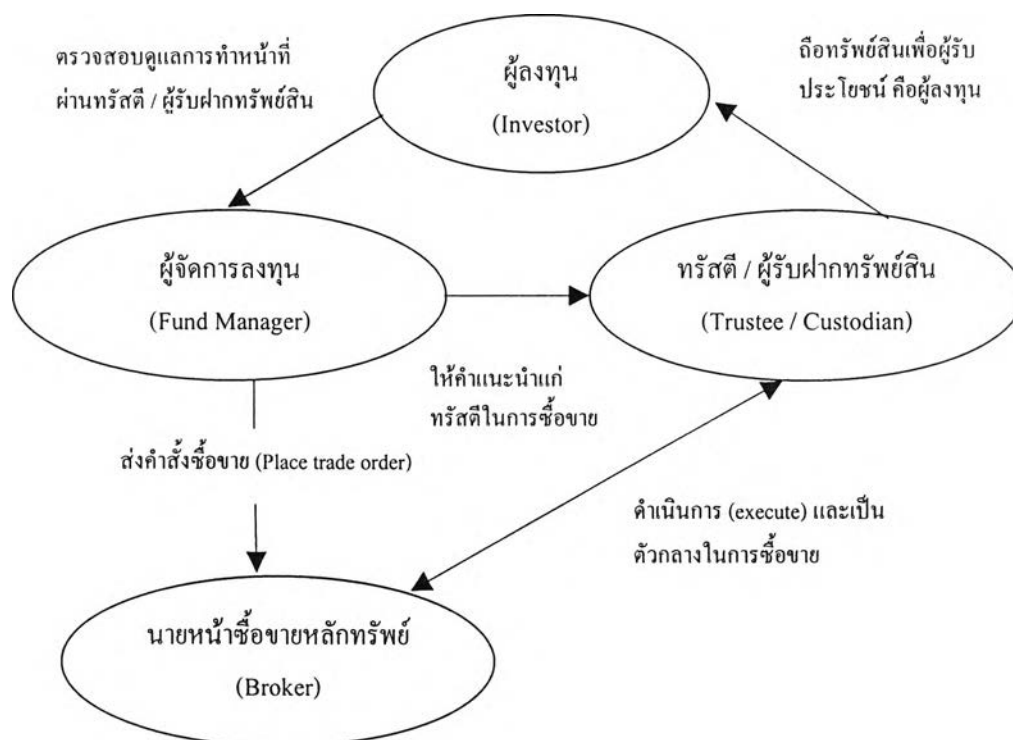 ตรวจสอบดูแลการทำหน้าที่
ผ่านทรัสตี / ผู้รับฝากทรัพย์สิน
ผู้ลงทุน
(Investor)
ถือทรัพย์สินเพื่อผู้รับ
ประโยชน์ คือผู้ลงทุน
ผู้จัดการลงทุน
(Fund Manager)
ทรัสตี / ผู้รับฝากทรัพย์สิน
(Trustee / Custodian)
ให้คำแนะนำแก่
ทรัสตีในการซื้อขาย
ส่งคำสั่งซื้อขาย (Place trade order)
ดำเนินการ (execute) และเป็น
ตัวกลางในการซื้อขาย
นายหน้าซื้อขายหลักทรัพย์
(Broker)